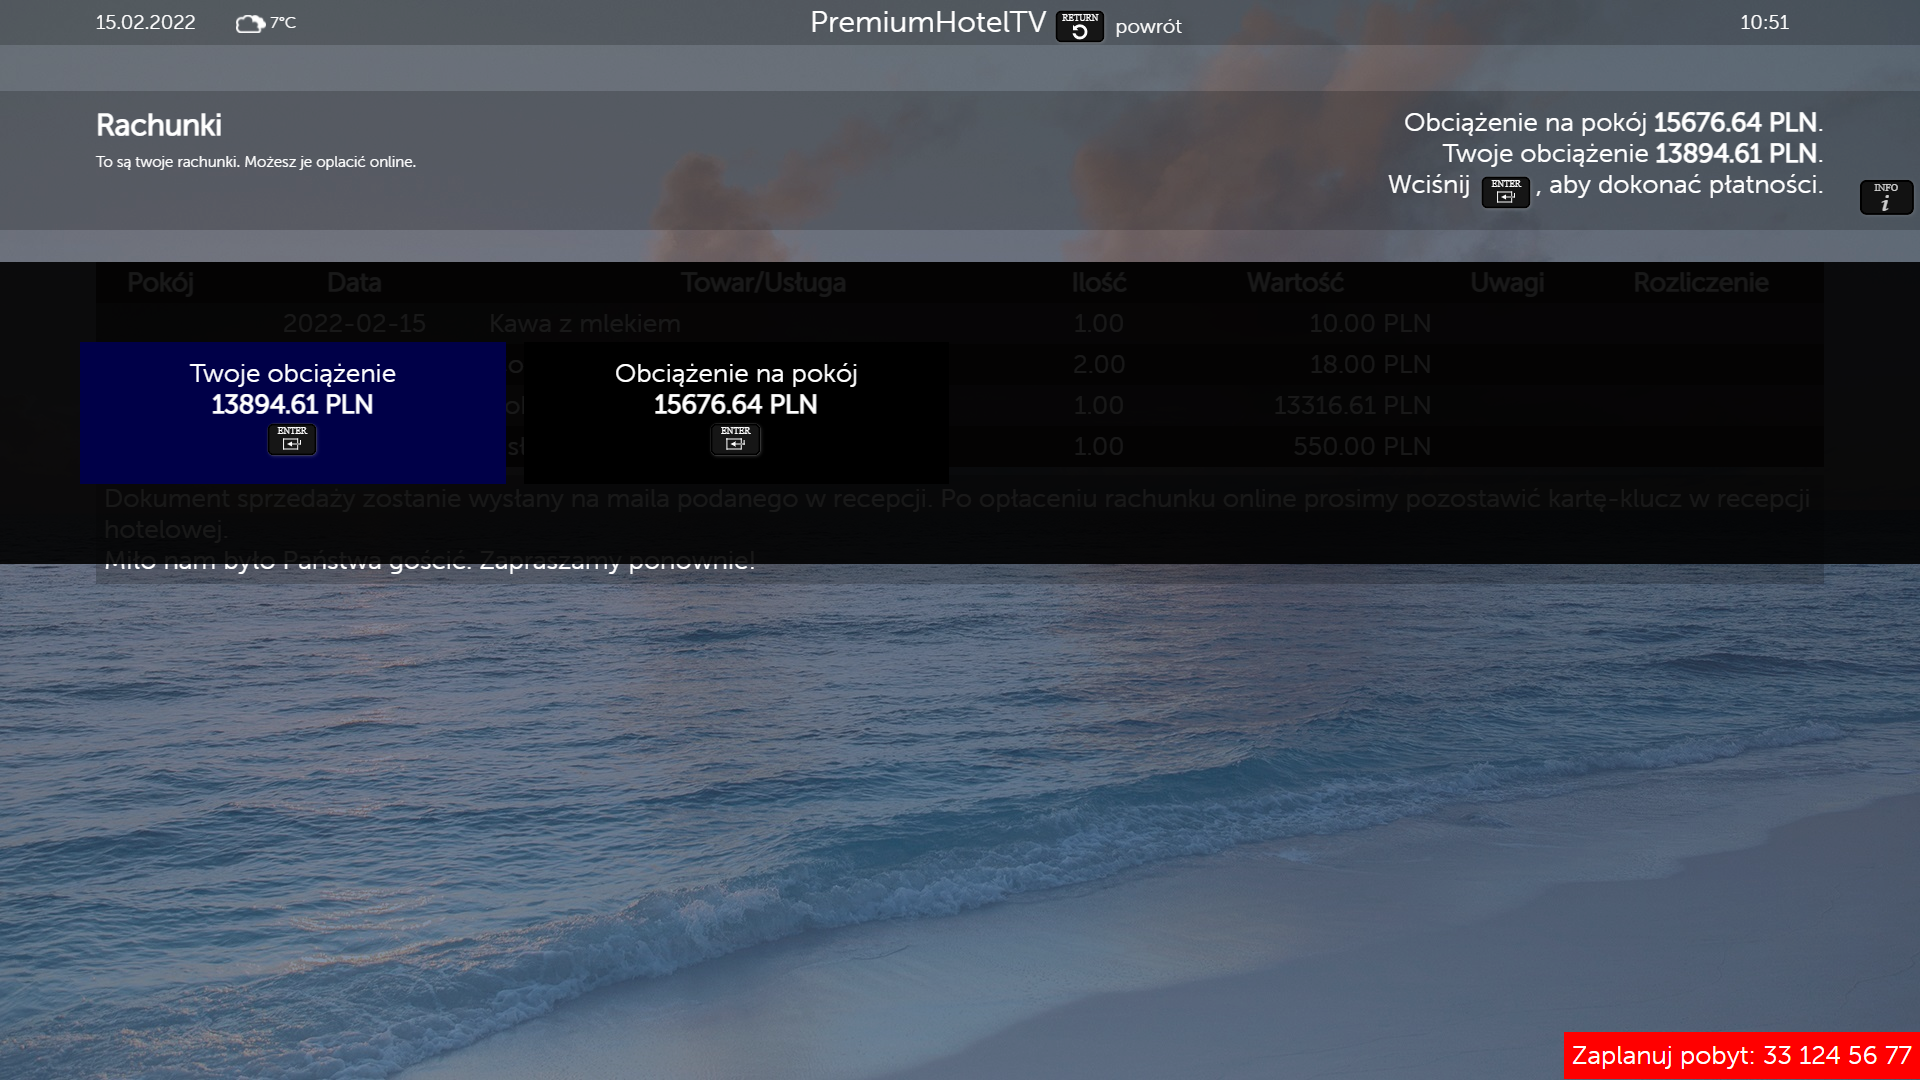 15.02.2022 7°C PremiumHotelTV RETURN powrót 10:51
Rachunki
To są twoje rachunki. Możesz je oplacić online.
Obciążenie na pokój 15676.64 PLN.
Twoje obciążenie 13894.61 PLN.
Wciśnij ENTER , aby dokonać płatności.
INFO
i
Pokój Data Towar/Usługa Ilość Wartość Uwagi Rozliczenie
2022-02-15 Kawa z mlekiem 1.00 10.00 PLN
2.00 18.00 PLN
1.00 13316.61 PLN
1.00 550.00 PLN
Twoje obciążenie
13894.61 PLN
ENTER
Obciążenie na pokój
15676.64 PLN
ENTER
Dokument sprzedaży zostanie wysłany na maila podanego w recepcji. Po opłaceniu rachunku online prosimy pozostawić kartę-klucz w recepcji
hotelowej.
Miło nam było Państwa gościć. Zapraszamy ponownie!
Zaplanuj pobyt: 33 124 56 77